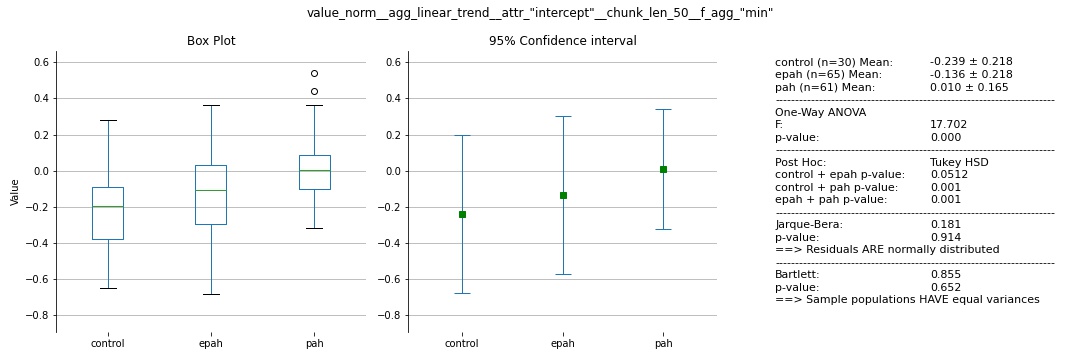 value_norm__agg_linear_trend__attr_"intercept"__chunk_len_50__f_agg_"min"
Box Plot
Value
0.6
0.4
0.2
0.0
−0.2
−0.4
−0.6
−0.8
control epah pah
95% Confidence interval
0.6
0.4
0.2
0.0
−0.2
−0.4
−0.6
−0.8
control epah pah
control (n=30) Mean: -0.239 ± 0.218
epah (n=65) Mean: -0.136 ± 0.218
pah (n=61) Mean: 0.010 ± 0.165
One-Way ANOVA
F: 17.702
p-value: 0.000
Post Hoc: Tukey HSD
control + epah p-value: 0.0512
control + pah p-value: 0.001
epah + pah p-value: 0.001
Jarque-Bera: 0.181
p-value: 0.914
==> Residuals ARE normally distributed
Bartlett: 0.855
p-value: 0.652
==> Sample populations HAVE equal variances